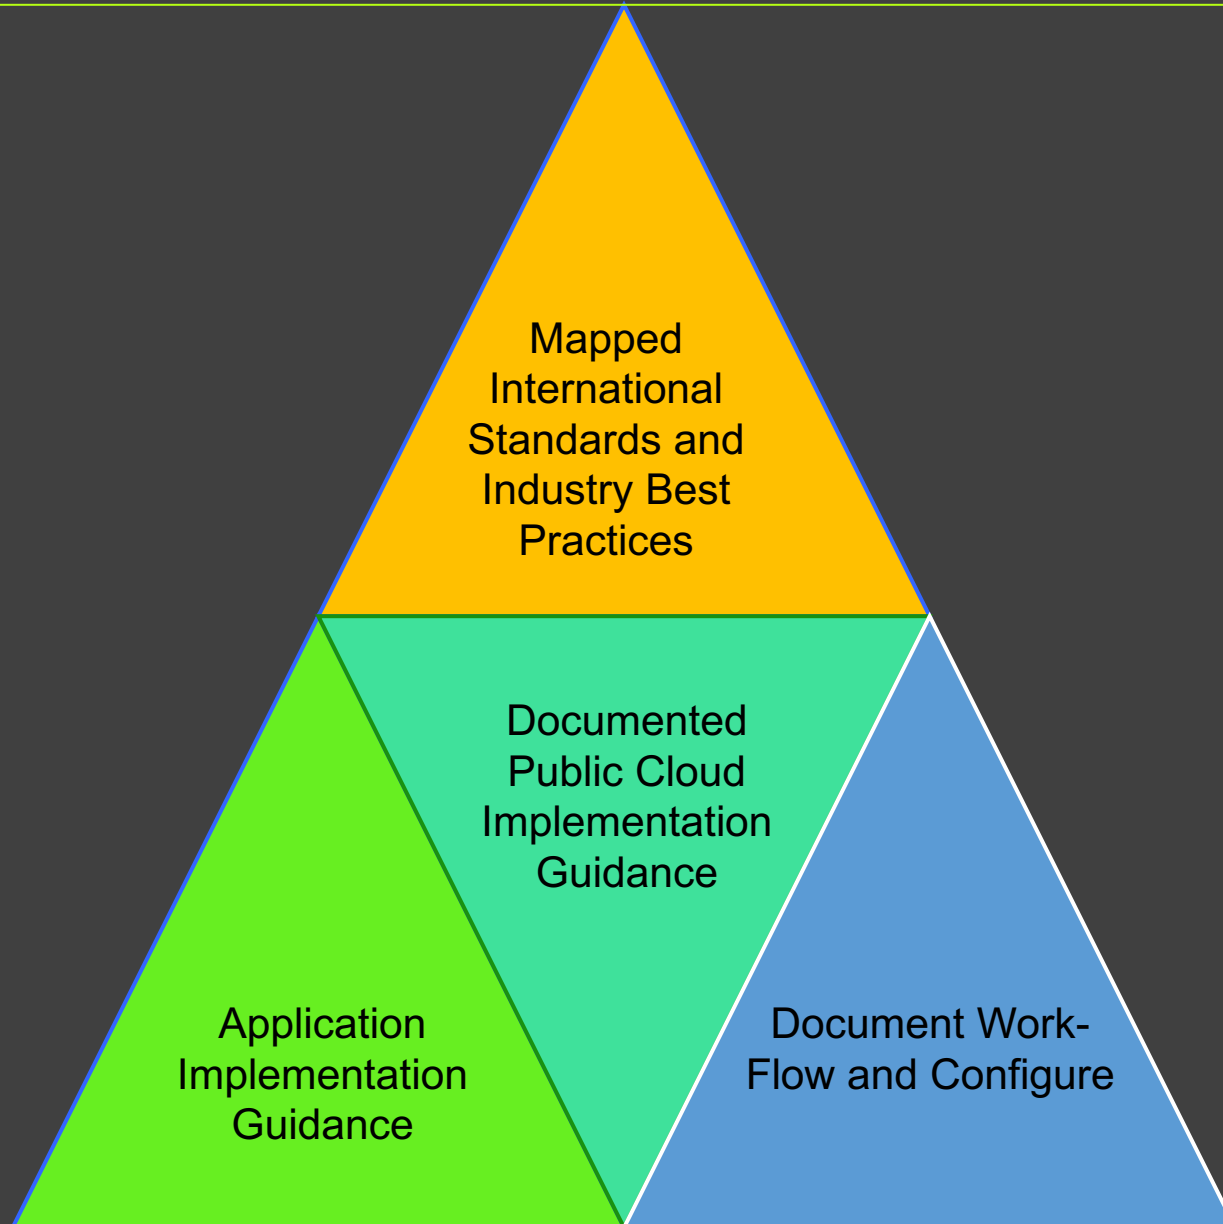 Mapped
International
Standards and
Industry Best
Practices
Documented
Public Cloud
Implementation
Guidance
Application
Implementation
Guidance
Document Work-
Flow and Configure